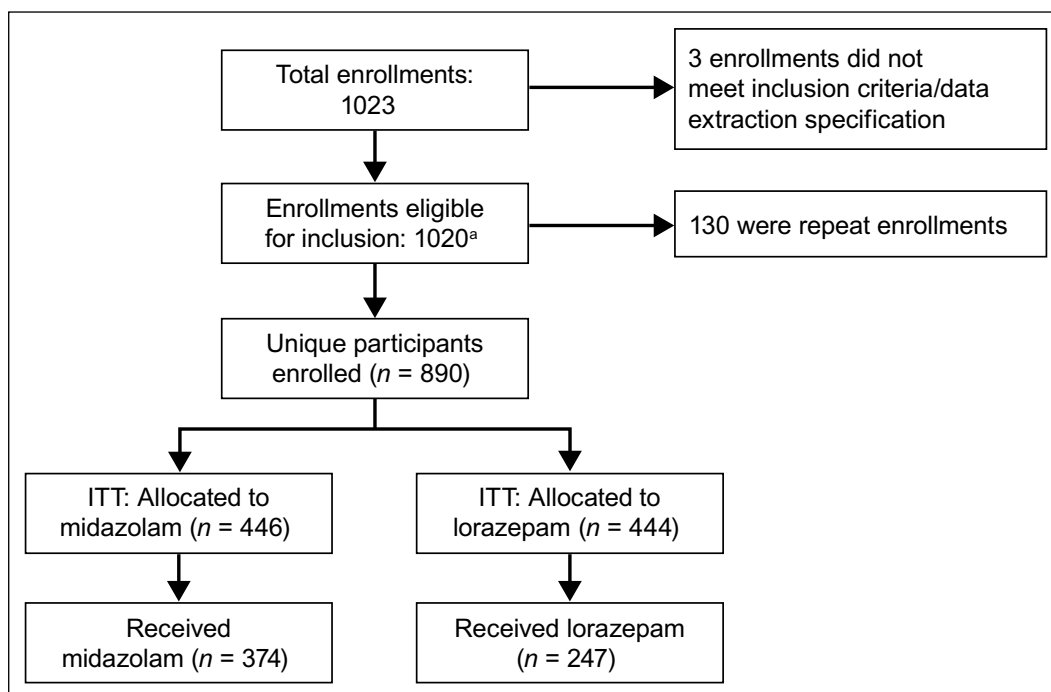 Total enrollments:
1023
3 enrollments did not
meet inclusion criteria/data
extraction specification
Enrollments eligible
for inclusion: 1020ᵃ
130 were repeat enrollments
Unique participants
enrolled (n = 890)
ITT: Allocated to
midazolam (n = 446)
ITT: Allocated to
lorazepam (n = 444)
Received
midazolam (n = 374)
Received lorazepam
(n = 247)